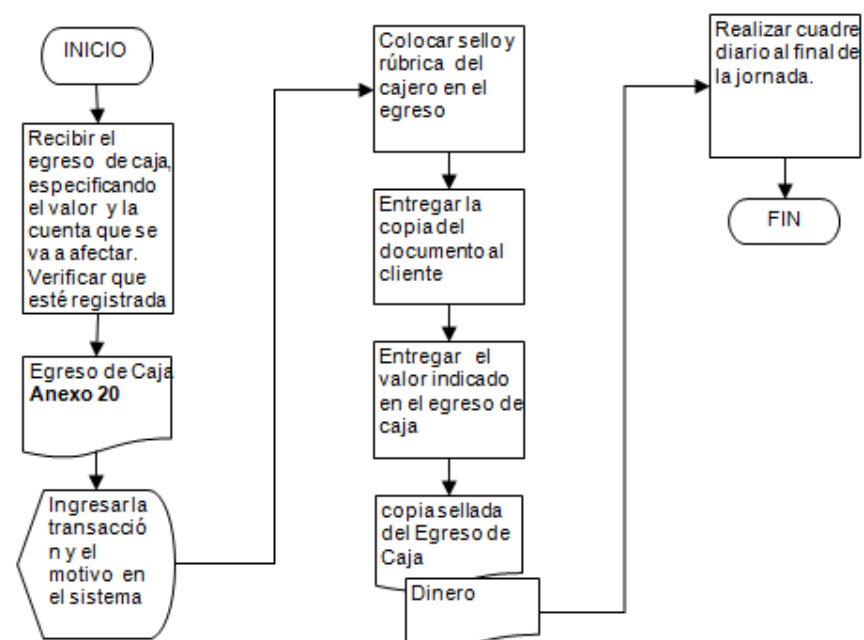 INICIO
Recibir el
egreso de caja,
especificando
el valor y la
cuenta que se
va a afectar.
Verificar que
esté registrada
Egreso de Caja
Anexo 20
Ingresar la
transacció
n y el
motivo en
el sistema
Colocar sello y
rúbrica del
cajero en el
egreso
Entregar la
copia del
documento al
cliente
Entregar el
valor indicado
en el egreso de
caja
copia sellada
del Egreso de
Caja
Dinero
Realizar cuadre
diario al final de
la jornada.
FIN